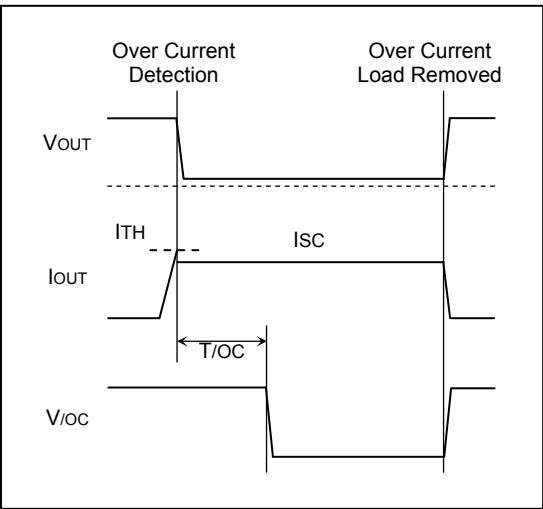 Over Current
Detection
Over Current
Load Removed
VOUT
ITH
ISC
IOUT
T/OC
V/OC